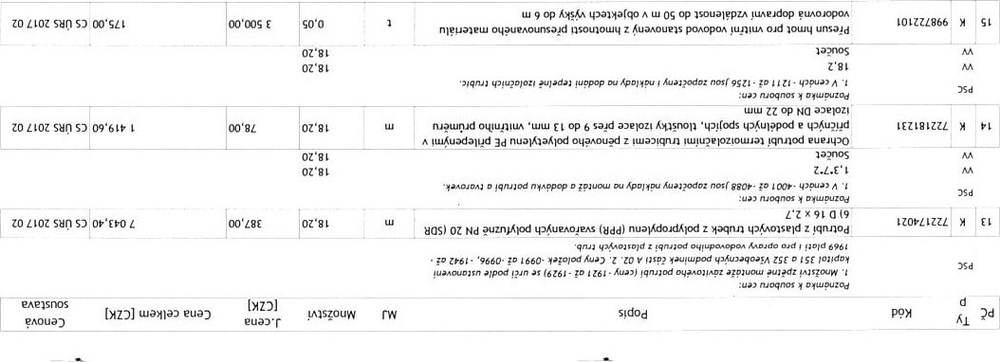 PČ Typ Kód Popis MJ Množství J.cena [CZK] Cena celkem [CZK] Cenová soustava
Poznámka k souboru cen:
PSC 1. Množství zpětné montáže závitového potrubí (ceny -1921 až -1929) se určí podle ustanovení
kapitol 351 a 352 Všeobecných podmínek části A 02. 2. Ceny položek -0991 až -0996, -1942 až -
1969 platí i pro opravy vodovodního potrubí z plastových trub.
13 K 722174021 Potrubí z plastových trubek z polypropylenu (PPR) svařovaných polyfuzně PN 20 (SDR
6) D 16 x 2,7 m 18,20 387,00 7 043,40 CS ÚRS 2017 02
Poznámka k souboru cen:
PSC 1. V cenách -4001 až -4088 jsou započteny náklady na montáž a dodávku potrubí a tvarovek.
VV 1,3*7*2 18,20
VV Součet 18,20
14 K 722181231 Ochrana potrubí termoizolačními trubicemi z pěnového polyetylenu PE přilepenými v
příčných a podélných spojích, tloušťky izolace přes 9 do 13 mm, vnitřního průměru
izolace DN do 22 mm m 18,20 78,00 1 419,60 CS ÚRS 2017 02
Poznámka k souboru cen:
PSC 1. V cenách -1211 až -1256 jsou započteny i náklady na dodání tepelně izolačních trubic.
VV 18,2 18,20
VV Součet 18,20
15 K 998722101 Přesun hmot pro vnitřní vodovod stanovený z hmotnosti přesunovaného materiálu
vodorovná dopravní vzdálenost do 50 m v objektech výšky do 6 m t 0,05 3 500,00 175,00 CS ÚRS 2017 02